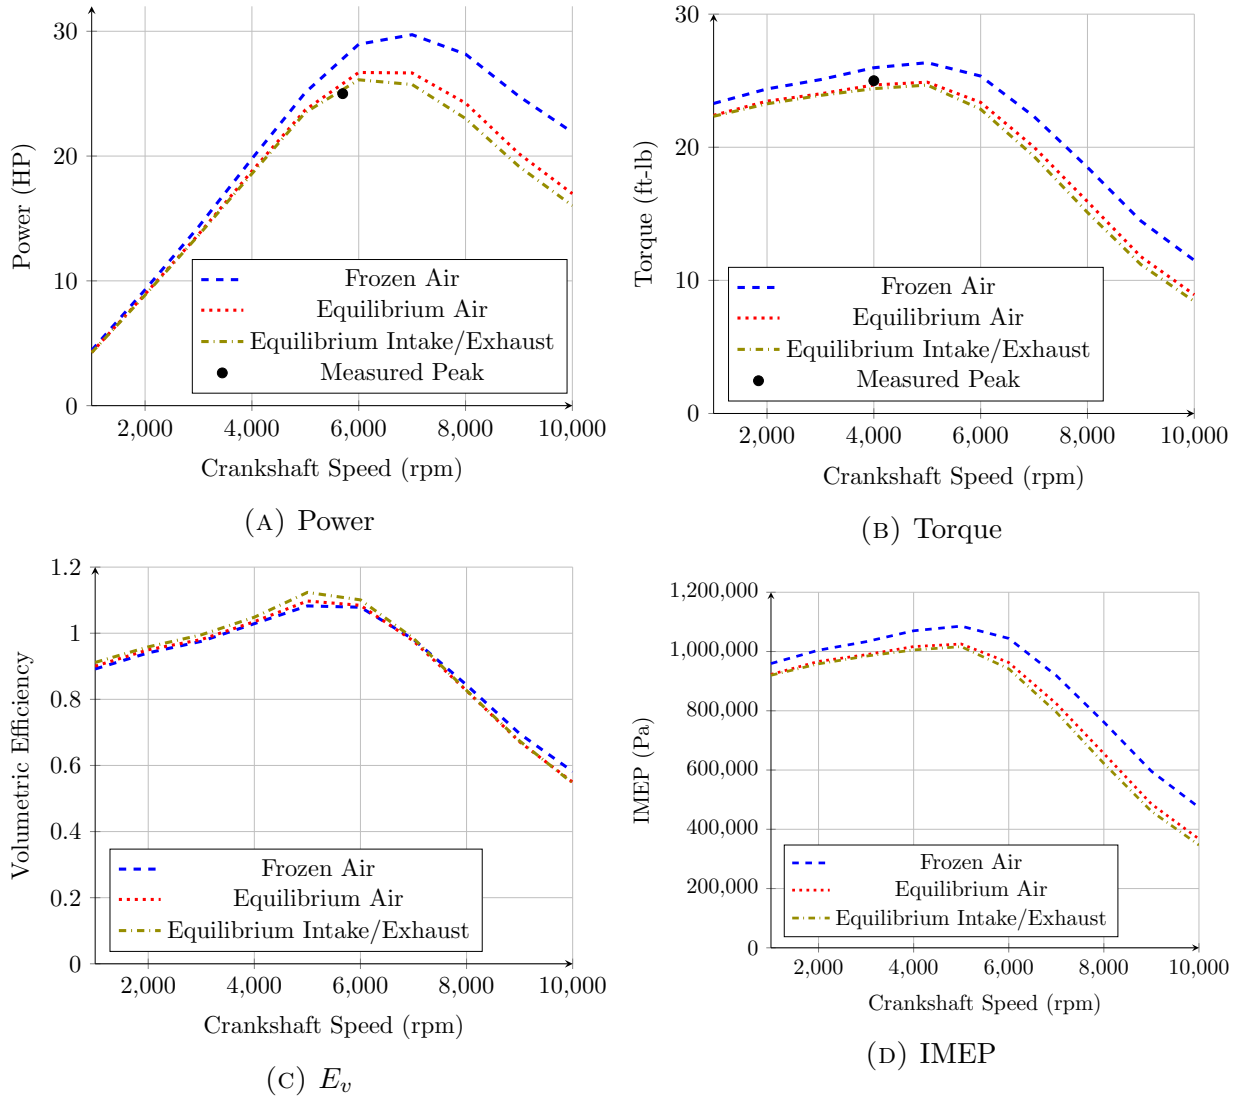 30
20
10
0
Power (HP)
Frozen Air
Equilibrium Air
Equilibrium Intake/Exhaust
Measured Peak
2,000 4,000 6,000 8,000 10,000
Crankshaft Speed (rpm)
(A) Power
30
20
10
0
Torque (ft-lb)
Frozen Air
Equilibrium Air
Equilibrium Intake/Exhaust
Measured Peak
2,000 4,000 6,000 8,000 10,000
Crankshaft Speed (rpm)
(B) Torque
1.2
1
0.8
0.6
0.4
0.2
0
Volumetric Efficiency
Frozen Air
Equilibrium Air
Equilibrium Intake/Exhaust
2,000 4,000 6,000 8,000 10,000
Crankshaft Speed (rpm)
(C) E_v
1,200,000
1,000,000
800,000
600,000
400,000
200,000
0
IMEP (Pa)
Frozen Air
Equilibrium Air
Equilibrium Intake/Exhaust
2,000 4,000 6,000 8,000 10,000
Crankshaft Speed (rpm)
(D) IMEP